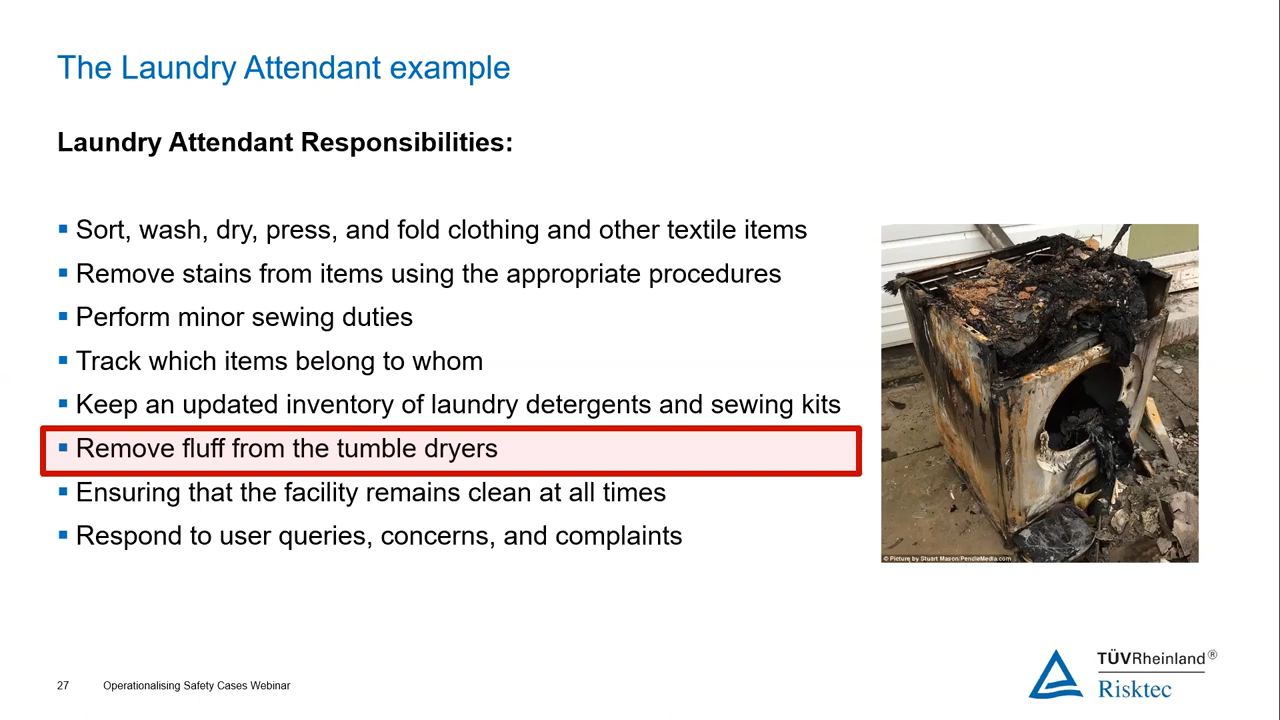 The Laundry Attendant example
Laundry Attendant Responsibilities:
▪ Sort, wash, dry, press, and fold clothing and other textile items
▪ Remove stains from items using the appropriate procedures
▪ Perform minor sewing duties
▪ Track which items belong to whom
▪ Keep an updated inventory of laundry detergents and sewing kits
▪ Remove fluff from the tumble dryers
▪ Ensuring that the facility remains clean at all times
▪ Respond to user queries, concerns, and complaints
© Picture by Stuart Mason/PendleMedia.com
TÜVRheinland®
Risktec
27 Operationalising Safety Cases Webinar